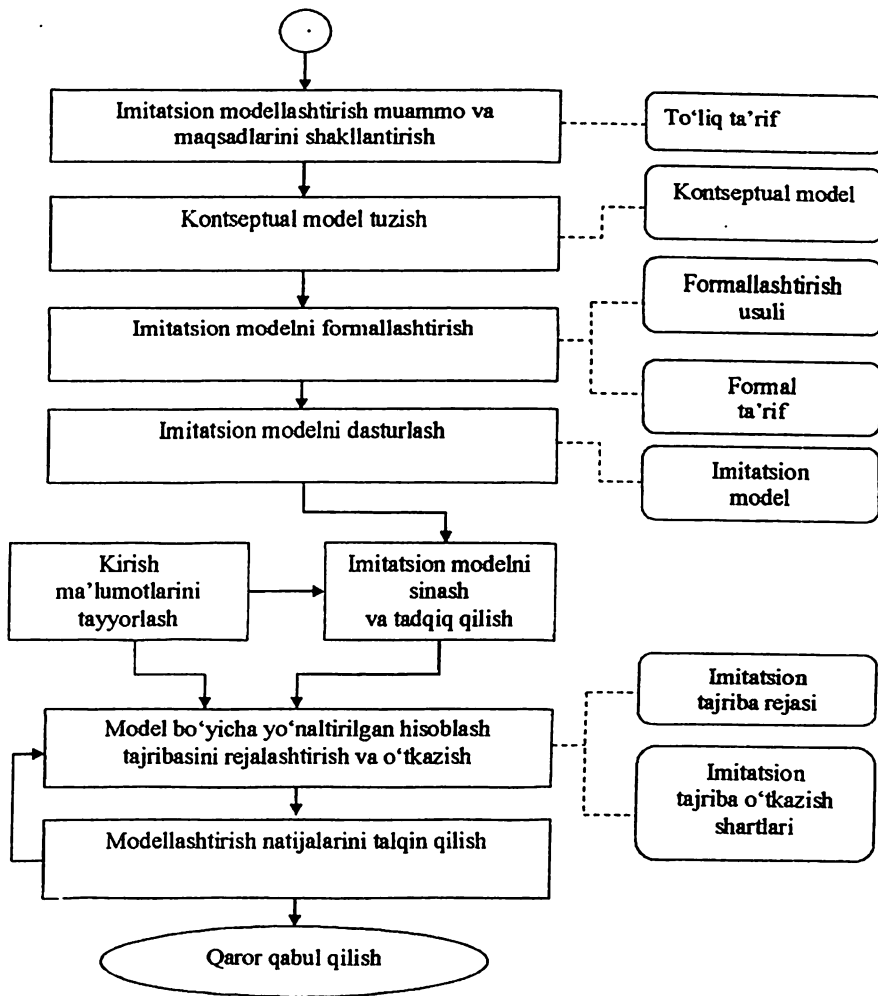 Imitatsion modellashtirish muammo va
maqsadlarini shakllantirish
To‘liq ta’rif
Kontseptual model tuzish
Kontseptual model
Imitatsion modelni formallashtirish
Formallashtirish
usuli
Formal
ta’rif
Imitatsion modelni dasturlash
Imitatsion
model
Kirish
ma’lumotlarini
tayyorlash
Imitatsion modelni
sinash
va tadqiq qilish
Model bo‘yicha yo‘naltirilgan hisoblash
tajribasini rejalashtirish va o‘tkazish
Imitatsion
tajriba rejasi
Imitatsion
tajriba o‘tkazish
shartlari
Modellashtirish natijalarini talqin qilish
Qaror qabul qilish